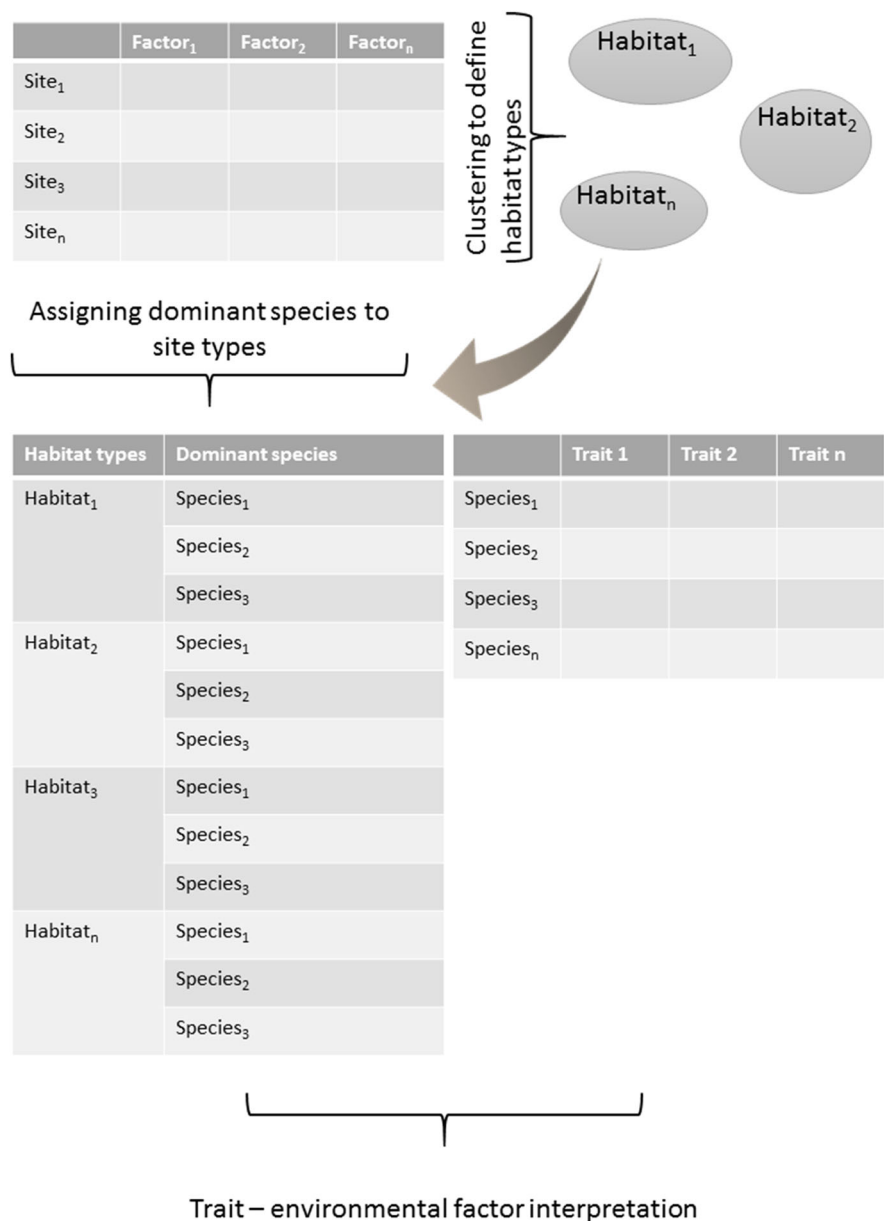 Factor₁ Factor₂ Factorₙ
Site₁
Site₂
Site₃
Siteₙ
Clustering to define
habitat types
Habitat₁
Habitat₂
Habitatₙ
Assigning dominant species to
site types
Habitat types Dominant species
Habitat₁ Species₁
Species₂
Species₃
Habitat₂ Species₁
Species₂
Species₃
Habitat₃ Species₁
Species₂
Species₃
Habitatₙ Species₁
Species₂
Species₃
Trait 1 Trait 2 Trait n
Species₁
Species₂
Species₃
Speciesₙ
Trait – environmental factor interpretation